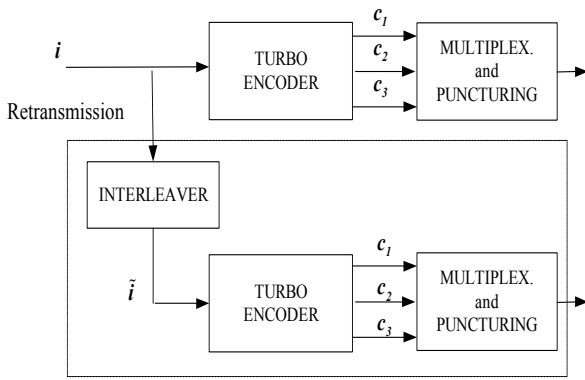 i
TURBO
ENCODER
c₁
c₂
c₃
MULTIPLEX.
and
PUNCTURING
Retransmission
INTERLEAVER
ĩ
TURBO
ENCODER
c₁
c₂
c₃
MULTIPLEX.
and
PUNCTURING